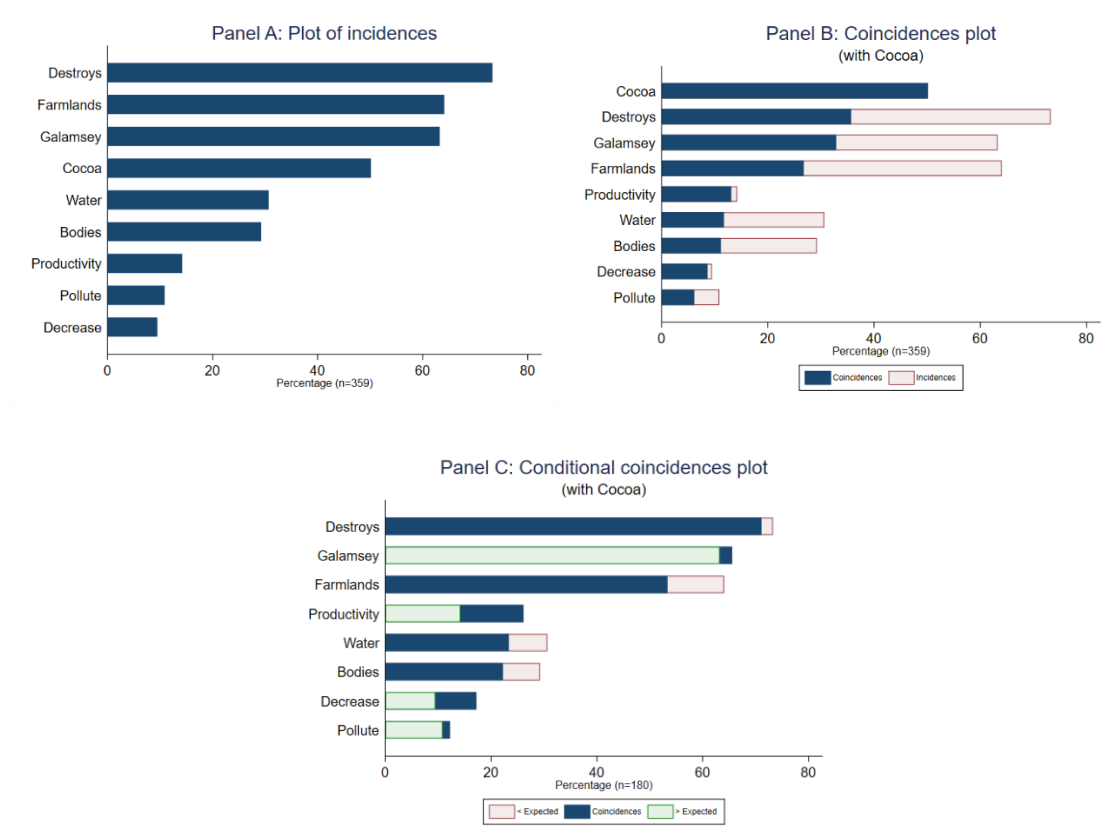 Panel A: Plot of incidences
Destroys
Farmlands
Galamsey
Cocoa
Water
Bodies
Productivity
Pollute
Decrease
0 20 40 60 80
Percentage (n=359)
Panel B: Coincidences plot
(with Cocoa)
Cocoa
Destroys
Galamsey
Farmlands
Productivity
Water
Bodies
Decrease
Pollute
0 20 40 60 80
Percentage (n=359)
Coincidences Incidences
Panel C: Conditional coincidences plot
(with Cocoa)
Destroys
Galamsey
Farmlands
Productivity
Water
Bodies
Decrease
Pollute
0 20 40 60 80
Percentage (n=180)
< Expected Coincidences > Expected